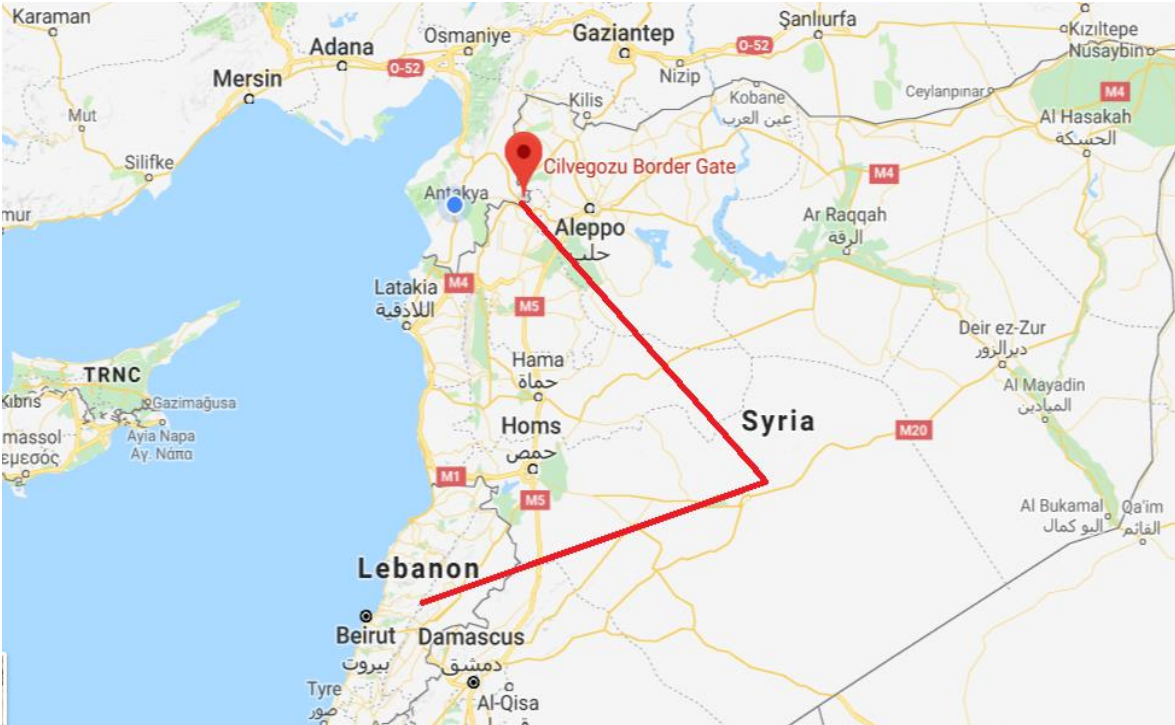 Karaman
Şanlıurfa
Kızıltepe
Gaziantep
Osmaniye
Adana
O-52
Nusaybin
O-52
Mersin
Nizip
Ceylanpınar
M4
Kobane
عين العرب
Kilis
Mut
Al Hasakah
الحسكة
Silifke
Cilvegozu Border Gate
M4
Antakya
mur
Ar Raqqah
الرقة
Aleppo
حلب
Latakia
اللاذقية
M4
M5
Deir ez-Zur
ديرالزور
Hama
حماة
TRNC
Al Mayadin
الميادين
Kıbrıs
Gazimağusa
Syria
Homs
حمص
M20
massol
εμεσός
Ayia Napa
Αγ. Νάπα
M1
M5
Al Bukamal
البو كمال
Qa'im
القائم
Lebanon
Beirut
بيروت
Damascus
دمشق
Tyre
صور
Al-Qisa